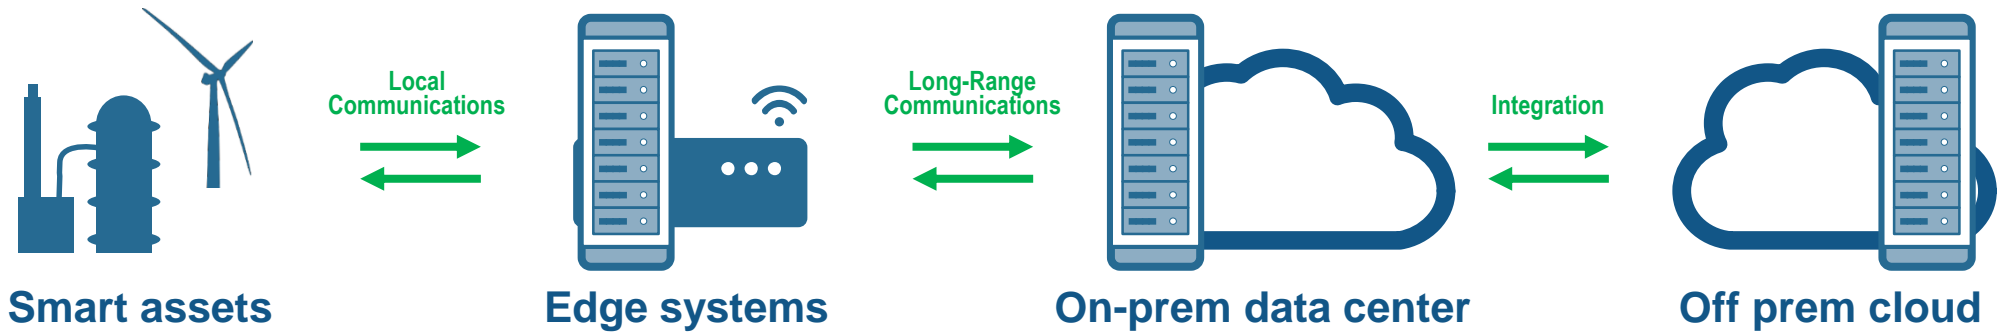 Local
Communications
Long-Range
Communications
Integration
Smart assets
Edge systems
On-prem data center
Off prem cloud